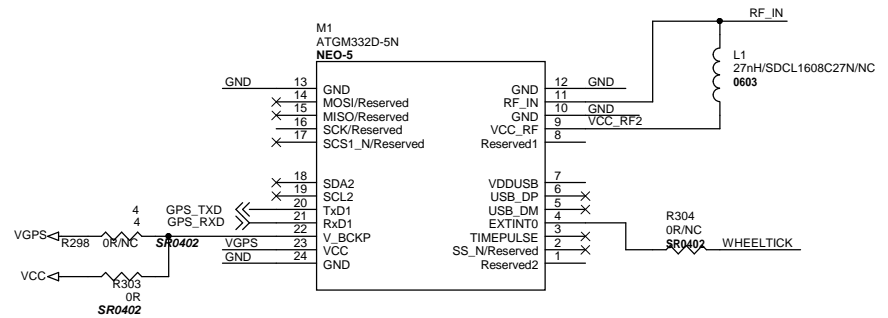 RF_IN
M1
ATGM332D-5N
NEO-5
L1
27nH/SDCL1608C27N/NC
0603
GND 13 GND
14 MOSI/Reserved
15 MISO/Reserved
16 SCK/Reserved
17 SCS1_N/Reserved
18 SDA2
19 SCL2
GPS_TXD 20 TxD1
GPS_RXD 21 RxD1
22 V_BCKP
VGPS 23 VCC
GND 24 GND
GND 12 GND
RF_IN 11
GND 10 GND
VCC_RF 9 VCC_RF2
Reserved1 8
VDDUSB 7
USB_DP 6
USB_DM 5
EXTINT0 4
TIMEPULSE 3
SS_N/Reserved 2
Reserved2 1
4
4
VGPS
R298
0R/NC
SR0402
VCC
R303
0R
SR0402
R304
0R/NC
SR0402
WHEELTICK